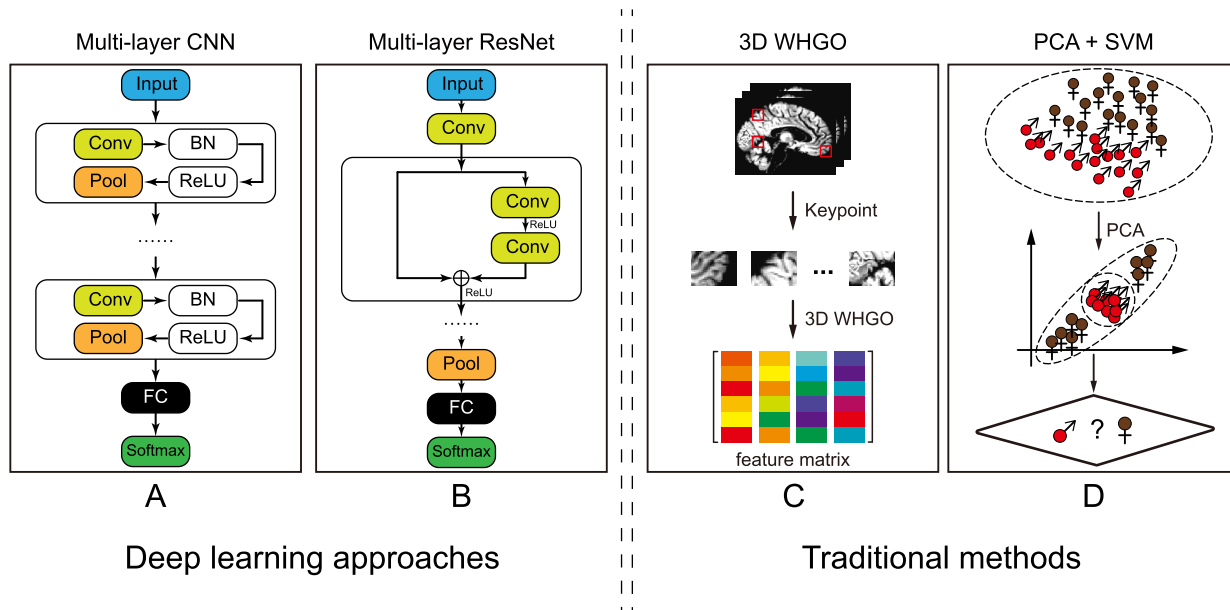 Multi-layer CNN
Input
Conv
BN
Pool
ReLU
......
Conv
BN
Pool
ReLU
FC
Softmax
A
Multi-layer ResNet
Input
Conv
Conv
ReLU
Conv
ReLU
......
Pool
FC
Softmax
B
Deep learning approaches
3D WHGO
Keypoint
...
3D WHGO
feature matrix
C
PCA + SVM
PCA
?
D
Traditional methods